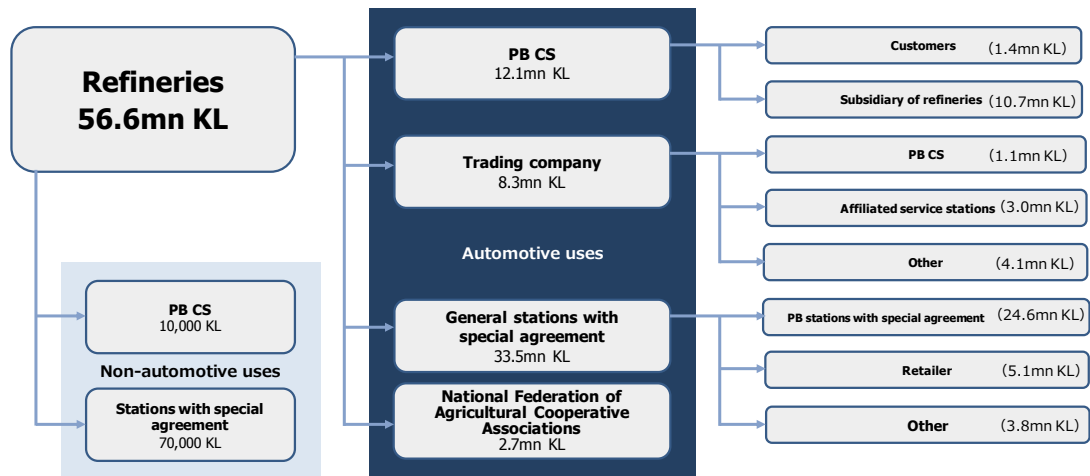 Refineries
56.6mn KL
PB CS
12.1mn KL
Customers (1.4mn KL)
Subsidiary of refineries (10.7mn KL)
Trading company
8.3mn KL
PB CS (1.1mn KL)
Affiliated service stations (3.0mn KL)
Other (4.1mn KL)
Automotive uses
General stations with
special agreement
33.5mn KL
PB stations with special agreement (24.6mn KL)
Retailer (5.1mn KL)
Other (3.8mn KL)
National Federation of
Agricultural Cooperative
Associations
2.7mn KL
PB CS
10,000 KL
Non-automotive uses
Stations with special
agreement
70,000 KL